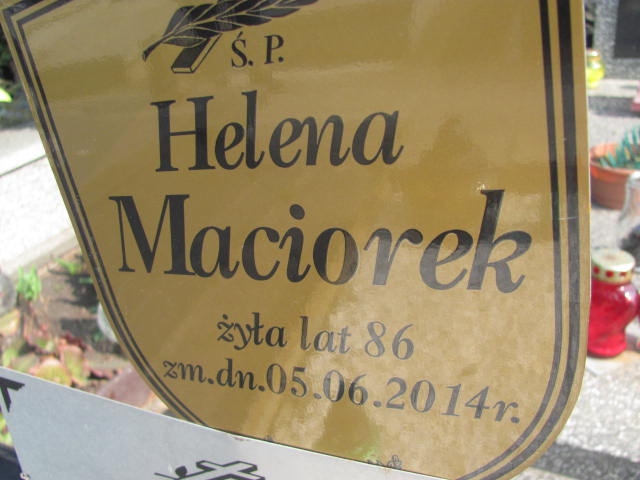 Ś. P.
Helena
Maciorek
żyła lat 86
zm.dn.05.06.2014r.